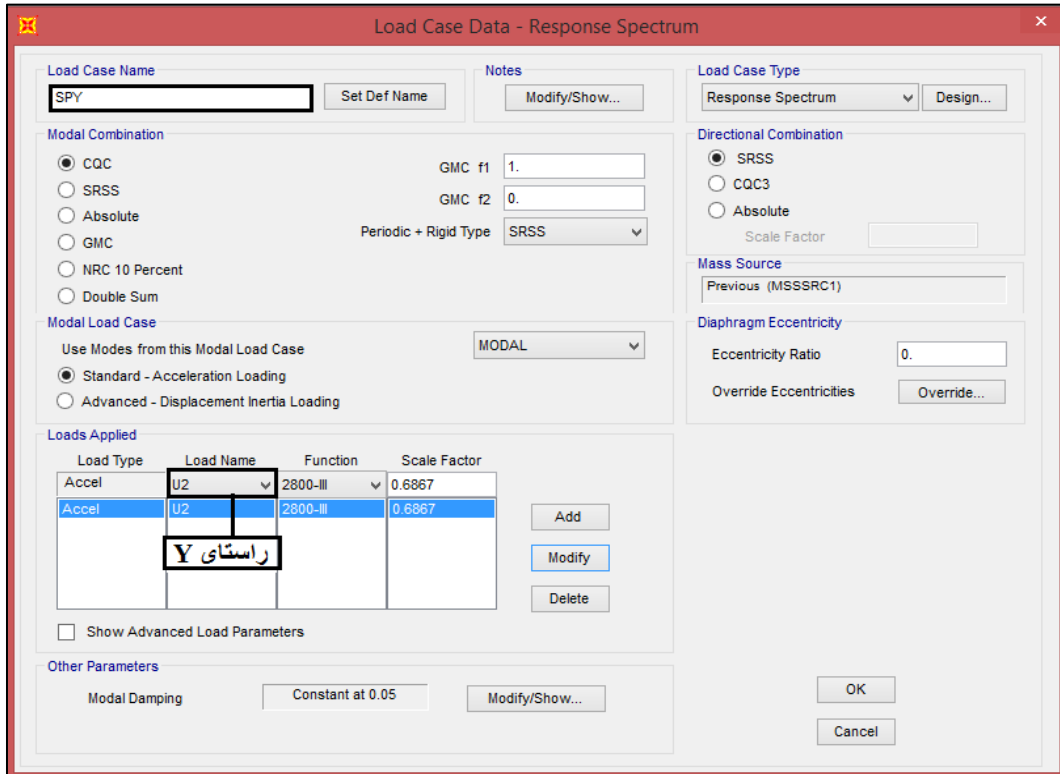 Load Case Data - Response Spectrum
Load Case Name
SPY
Set Def Name
Notes
Modify/Show...
Load Case Type
Response Spectrum
Design...
Modal Combination
CQC
SRSS
Absolute
GMC
NRC 10 Percent
Double Sum
GMC f1 1.
GMC f2 0.
Periodic + Rigid Type SRSS
Directional Combination
SRSS
CQC3
Absolute
Scale Factor
Mass Source
Previous (MSSSRC1)
Modal Load Case
Use Modes from this Modal Load Case MODAL
Standard - Acceleration Loading
Advanced - Displacement Inertia Loading
Diaphragm Eccentricity
Eccentricity Ratio 0.
Override Eccentricities Override...
Loads Applied
Load Type Load Name Function Scale Factor
Accel U2 2800-III 0.6867
Accel U2 2800-III 0.6867
راستای Y
Add
Modify
Delete
Show Advanced Load Parameters
Other Parameters
Modal Damping Constant at 0.05 Modify/Show...
OK
Cancel